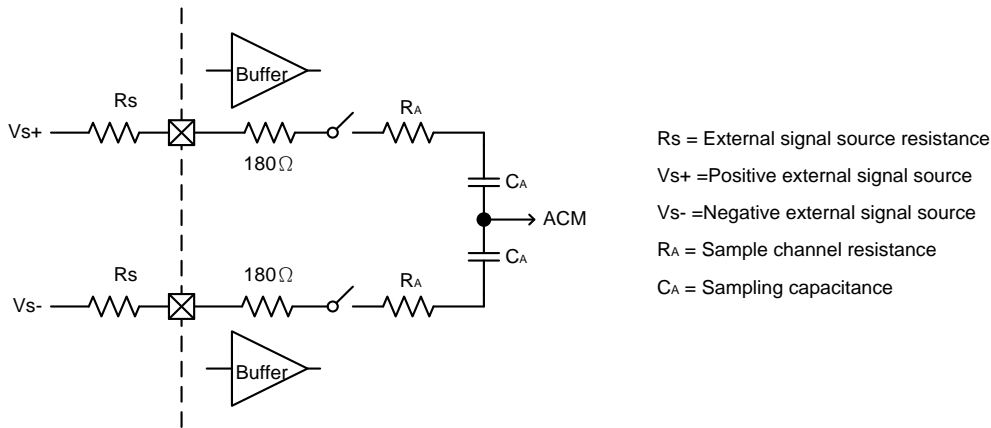 Buffer
Rs
RA
Vs+
180Ω
CA
ACM
CA
Rs
180Ω
RA
Vs-
Buffer
Rs = External signal source resistance
Vs+ =Positive external signal source
Vs- =Negative external signal source
RA = Sample channel resistance
CA = Sampling capacitance